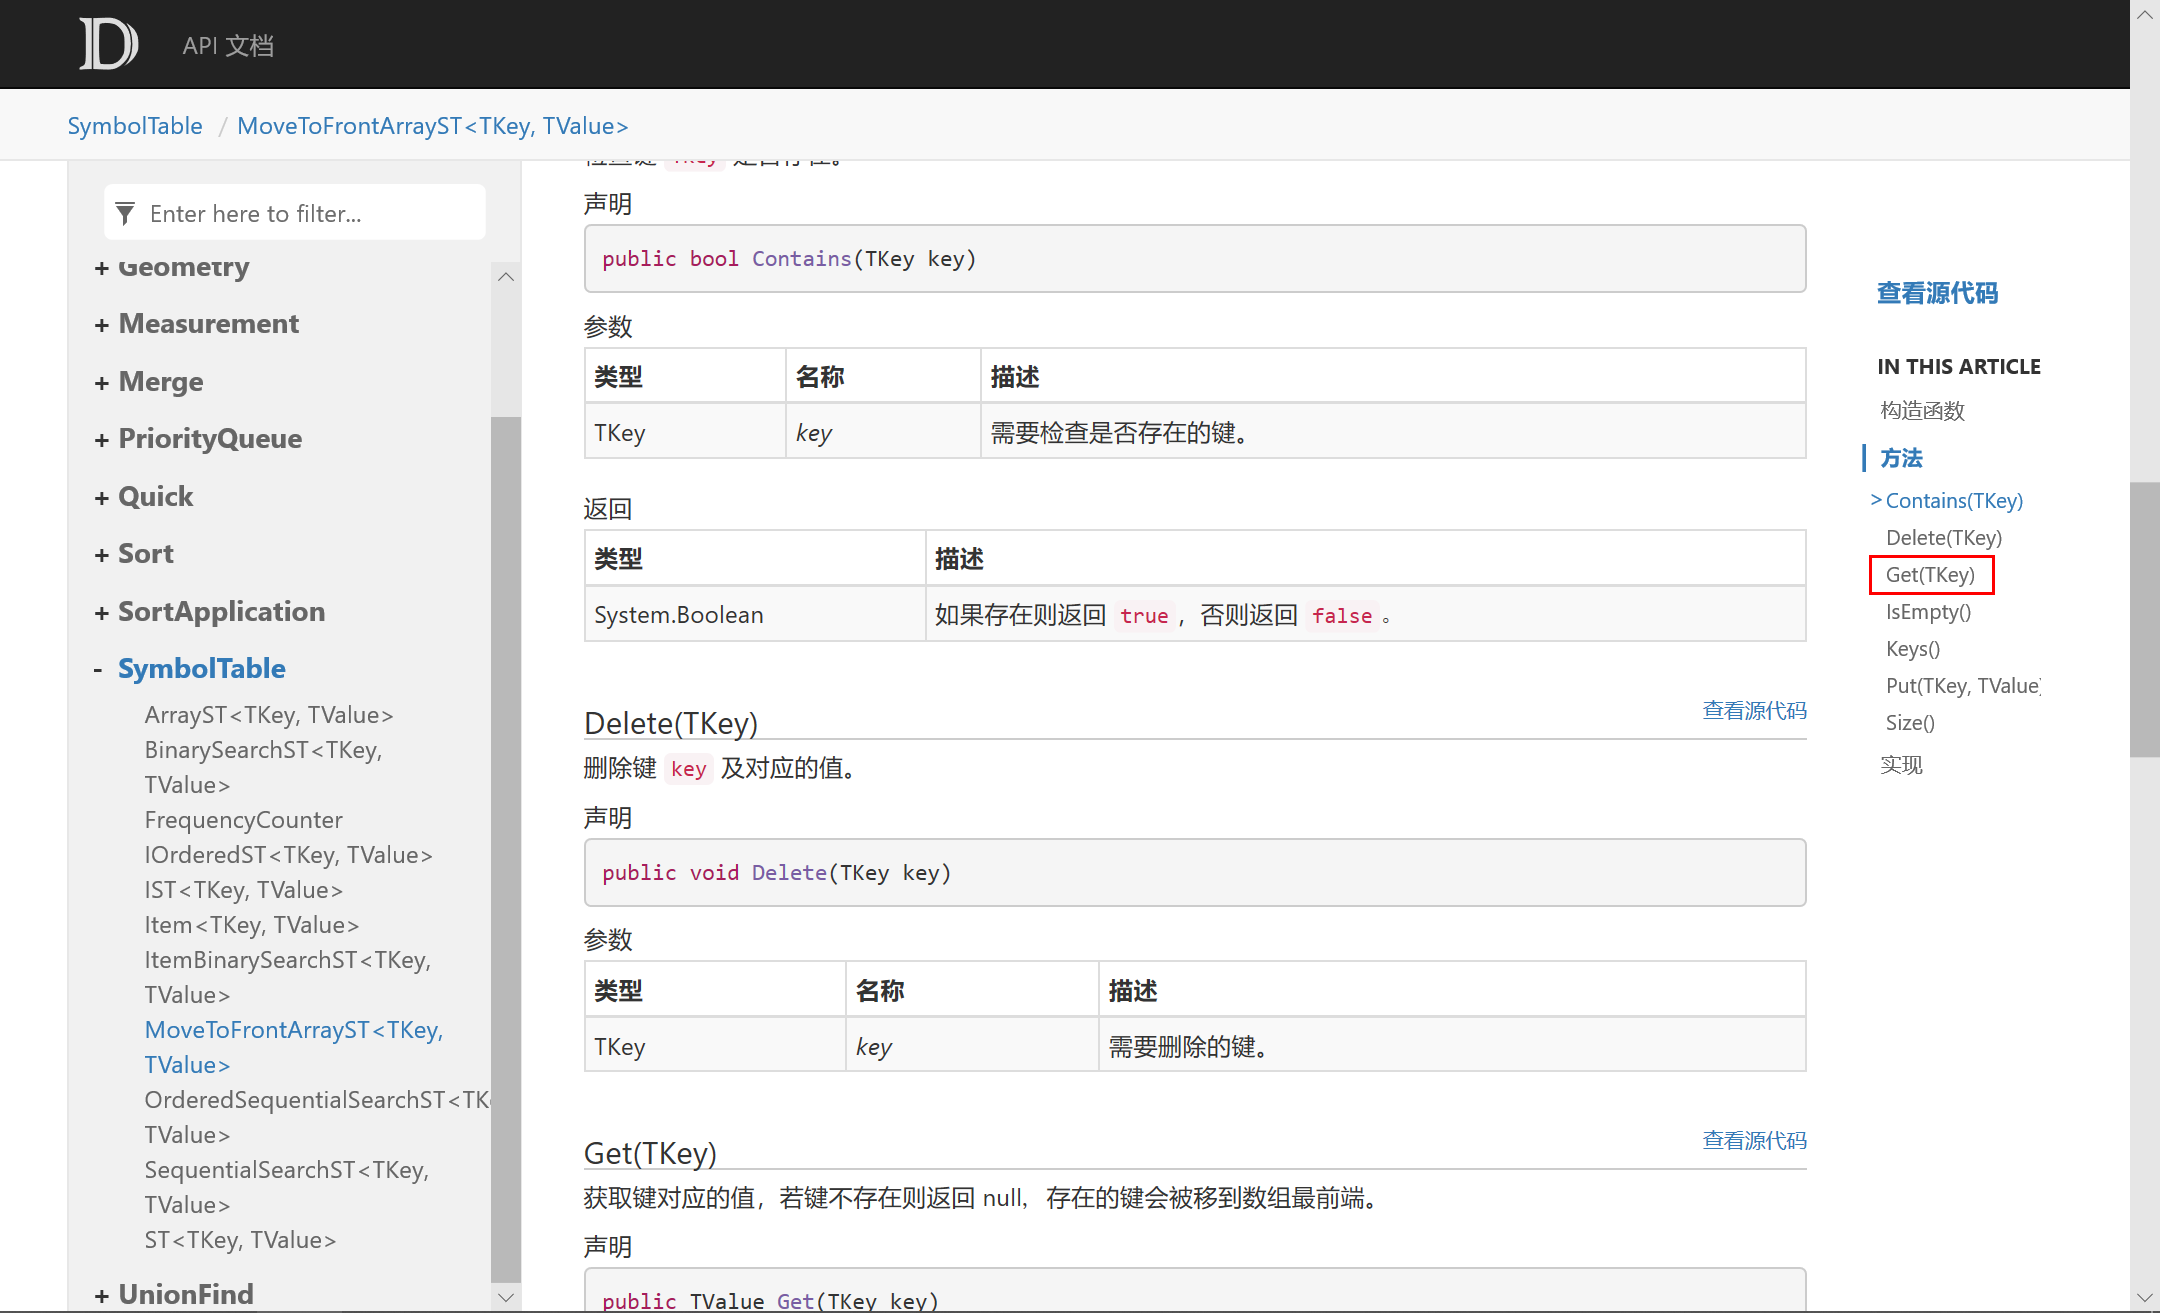 API 文档
SymbolTable / MoveToFrontArrayST<TKey, TValue>
Enter here to filter...
+ Geometry
+ Measurement
+ Merge
+ PriorityQueue
+ Quick
+ Sort
+ SortApplication
- SymbolTable
ArrayST<TKey, TValue>
BinarySearchST<TKey,
TValue>
FrequencyCounter
IOrderedST<TKey, TValue>
IST<TKey, TValue>
Item<TKey, TValue>
ItemBinarySearchST<TKey,
TValue>
MoveToFrontArrayST<TKey,
TValue>
OrderedSequentialSearchST<TK
TValue>
SequentialSearchST<TKey,
TValue>
ST<TKey, TValue>
+ UnionFind
检查键 TKey 是否存在。
声明
public bool Contains(TKey key)
参数
类型 名称 描述
TKey key 需要检查是否存在的键。
返回
类型 描述
System.Boolean 如果存在则返回 true ，否则返回 false 。
Delete(TKey) 查看源代码
删除键 key 及对应的值。
声明
public void Delete(TKey key)
参数
类型 名称 描述
TKey key 需要删除的键。
Get(TKey) 查看源代码
获取键对应的值，若键不存在则返回 null，存在的键会被移到数组最前端。
声明
public TValue Get(TKey key)
查看源代码
IN THIS ARTICLE
构造函数
方法
> Contains(TKey)
Delete(TKey)
Get(TKey)
IsEmpty()
Keys()
Put(TKey, TValue)
Size()
实现